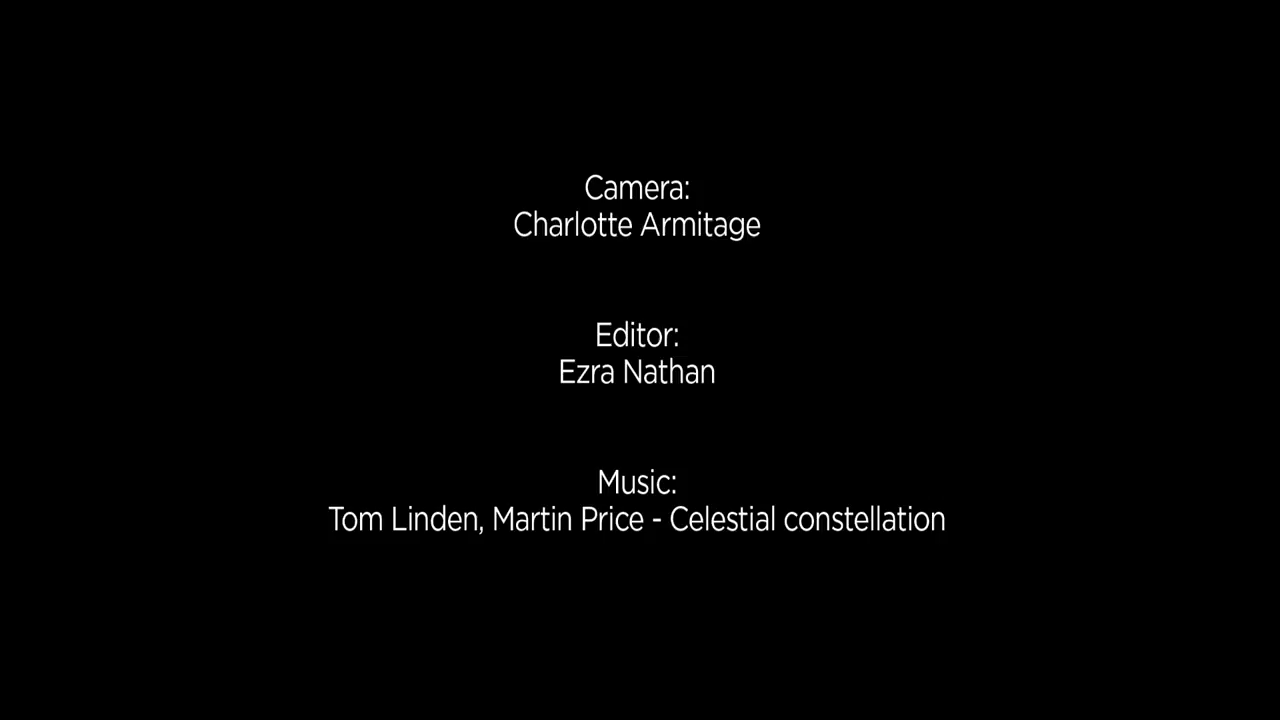 Camera:
Charlotte Armitage
Editor:
Ezra Nathan
Music:
Tom Linden, Martin Price - Celestial constellation